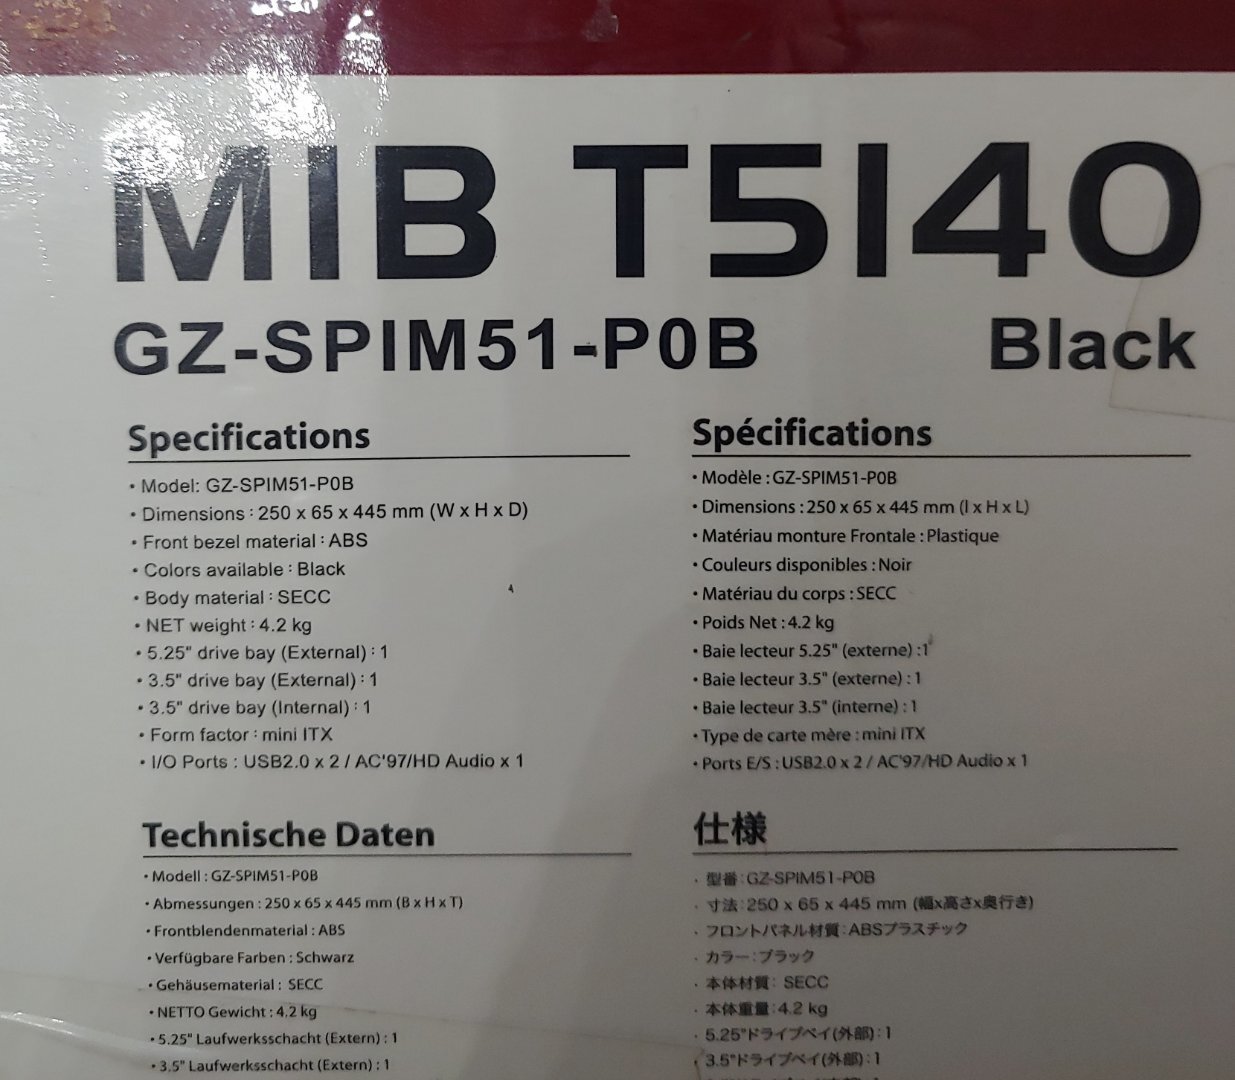 MIB T5140
GZ-SPIM51-P0B Black
Specifications
• Model: GZ-SPIM51-P0B
• Dimensions : 250 x 65 x 445 mm (W x H x D)
• Front bezel material : ABS
• Colors available : Black
• Body material : SECC
• NET weight : 4.2 kg
• 5.25" drive bay (External) : 1
• 3.5" drive bay (External) : 1
• 3.5" drive bay (Internal) : 1
• Form factor : mini ITX
• I/O Ports : USB2.0 x 2 / AC'97/HD Audio x 1
Spécifications
• Modèle : GZ-SPIM51-P0B
• Dimensions : 250 x 65 x 445 mm (l x H x L)
• Matériau monture Frontale : Plastique
• Couleurs disponibles : Noir
• Matériau du corps : SECC
• Poids Net : 4.2 kg
• Baie lecteur 5.25" (externe) : 1
• Baie lecteur 3.5" (externe) : 1
• Baie lecteur 3.5" (interne) : 1
• Type de carte mère : mini ITX
• Ports E/S : USB2.0 x 2 / AC'97/HD Audio x 1
Technische Daten
• Modell : GZ-SPIM51-P0B
• Abmessungen : 250 x 65 x 445 mm (B x H x T)
• Frontblendenmaterial : ABS
• Verfügbare Farben : Schwarz
• Gehäusematerial : SECC
• NETTO Gewicht : 4.2 kg
• 5.25" Laufwerksschacht (Extern) : 1
• 3.5" Laufwerksschacht (Extern) : 1
仕様
· 型番:GZ-SPIM51-P0B
· 寸法:250 x 65 x 445 mm (幅x高さx奥行き)
· フロントパネル材質:ABSプラスチック
· カラー:ブラック
· 本体材質: SECC
· 本体重量:4.2 kg
· 5.25"ドライブベイ(外部):1
· 3.5"ドライブベイ(外部):1